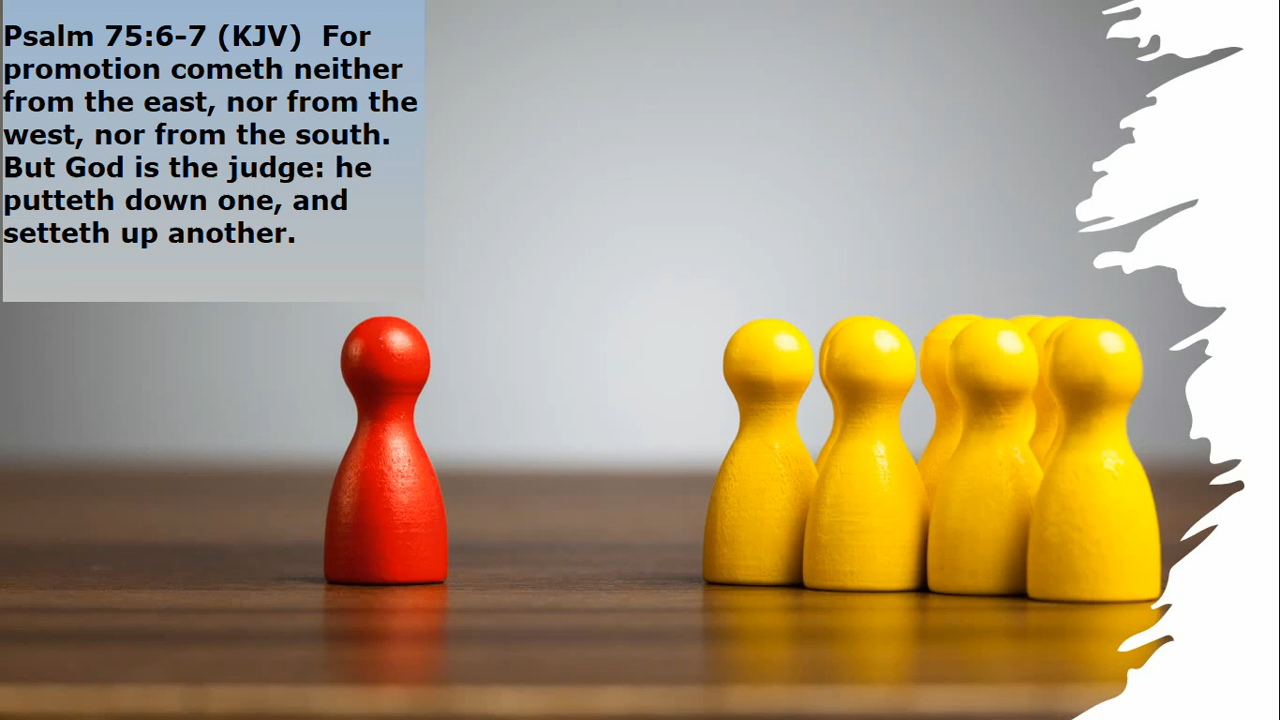 Psalm 75:6-7 (KJV)  For
promotion cometh neither
from the east, nor from the
west, nor from the south.
But God is the judge: he
putteth down one, and
setteth up another.